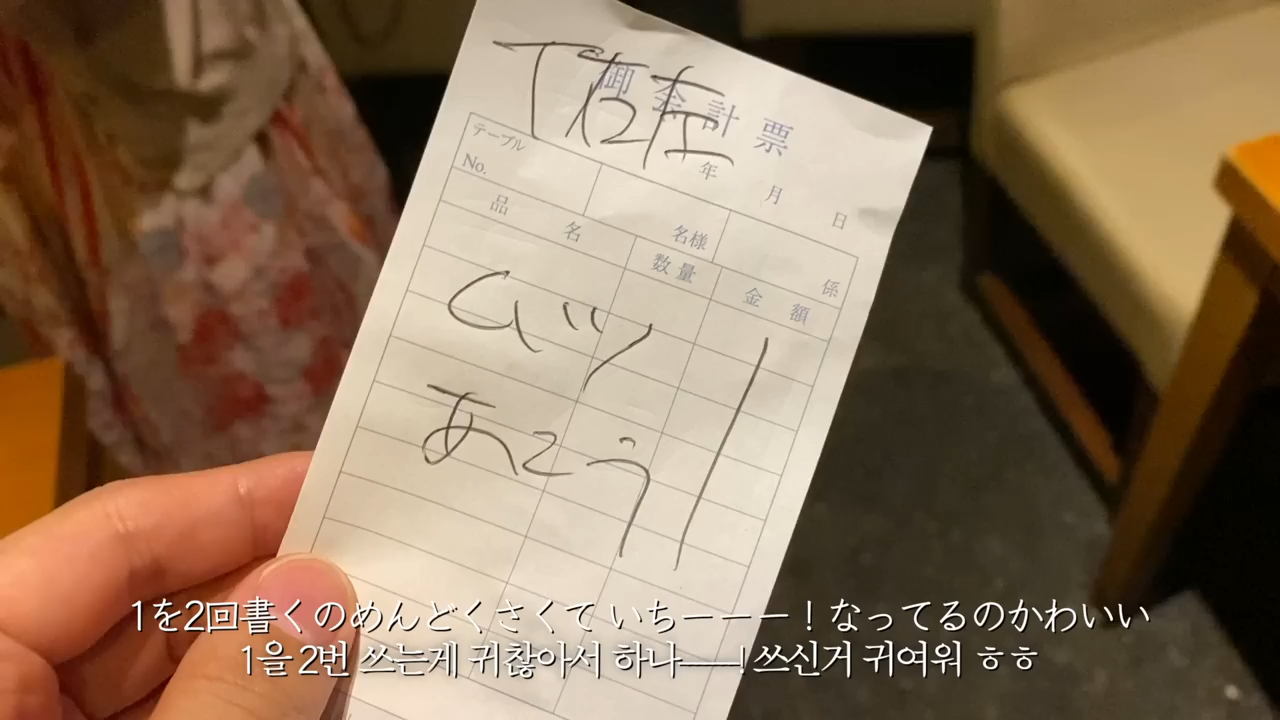 御会計票
年 月 日
テーブル
No.
名様
係
品名 数量 金額
あこう
1を2回書くのめんどくさくて いちーーー！なってるのかわいい
1을 2번 쓰는게 귀찮아서 하나——! 쓰신거 귀여워 ㅎㅎ